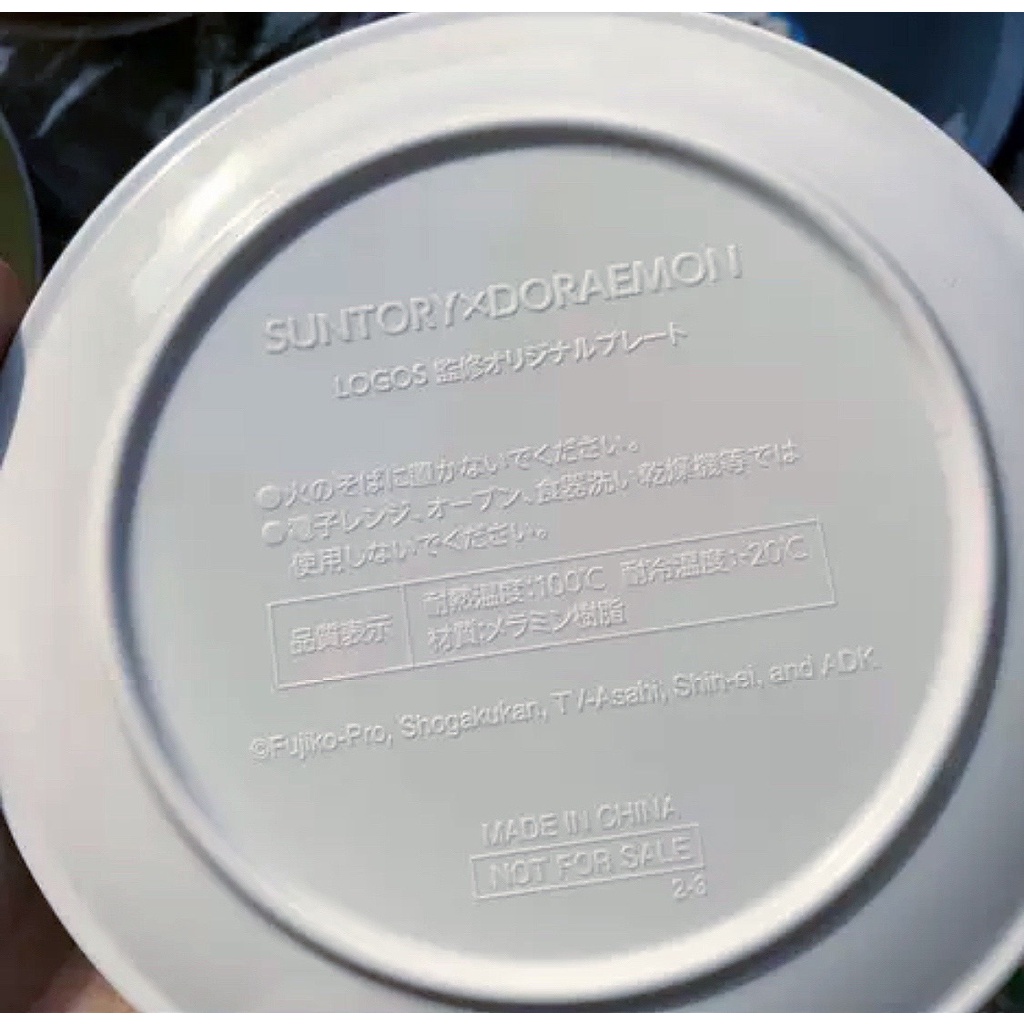 SUNTORY×DORAEMON
LOGOS 監修オリジナルプレート
●火のそばに置かないでください。
●電子レンジ、オーブン、食器洗い乾燥機等では
使用しないでください。
品質表示
耐熱温度:100℃ 耐冷温度:-20℃
材質:メラミン樹脂
©Fujiko-Pro, Shogakukan, TV-Asahi, Shin-ei, and ADK
MADE IN CHINA
NOT FOR SALE
2-3